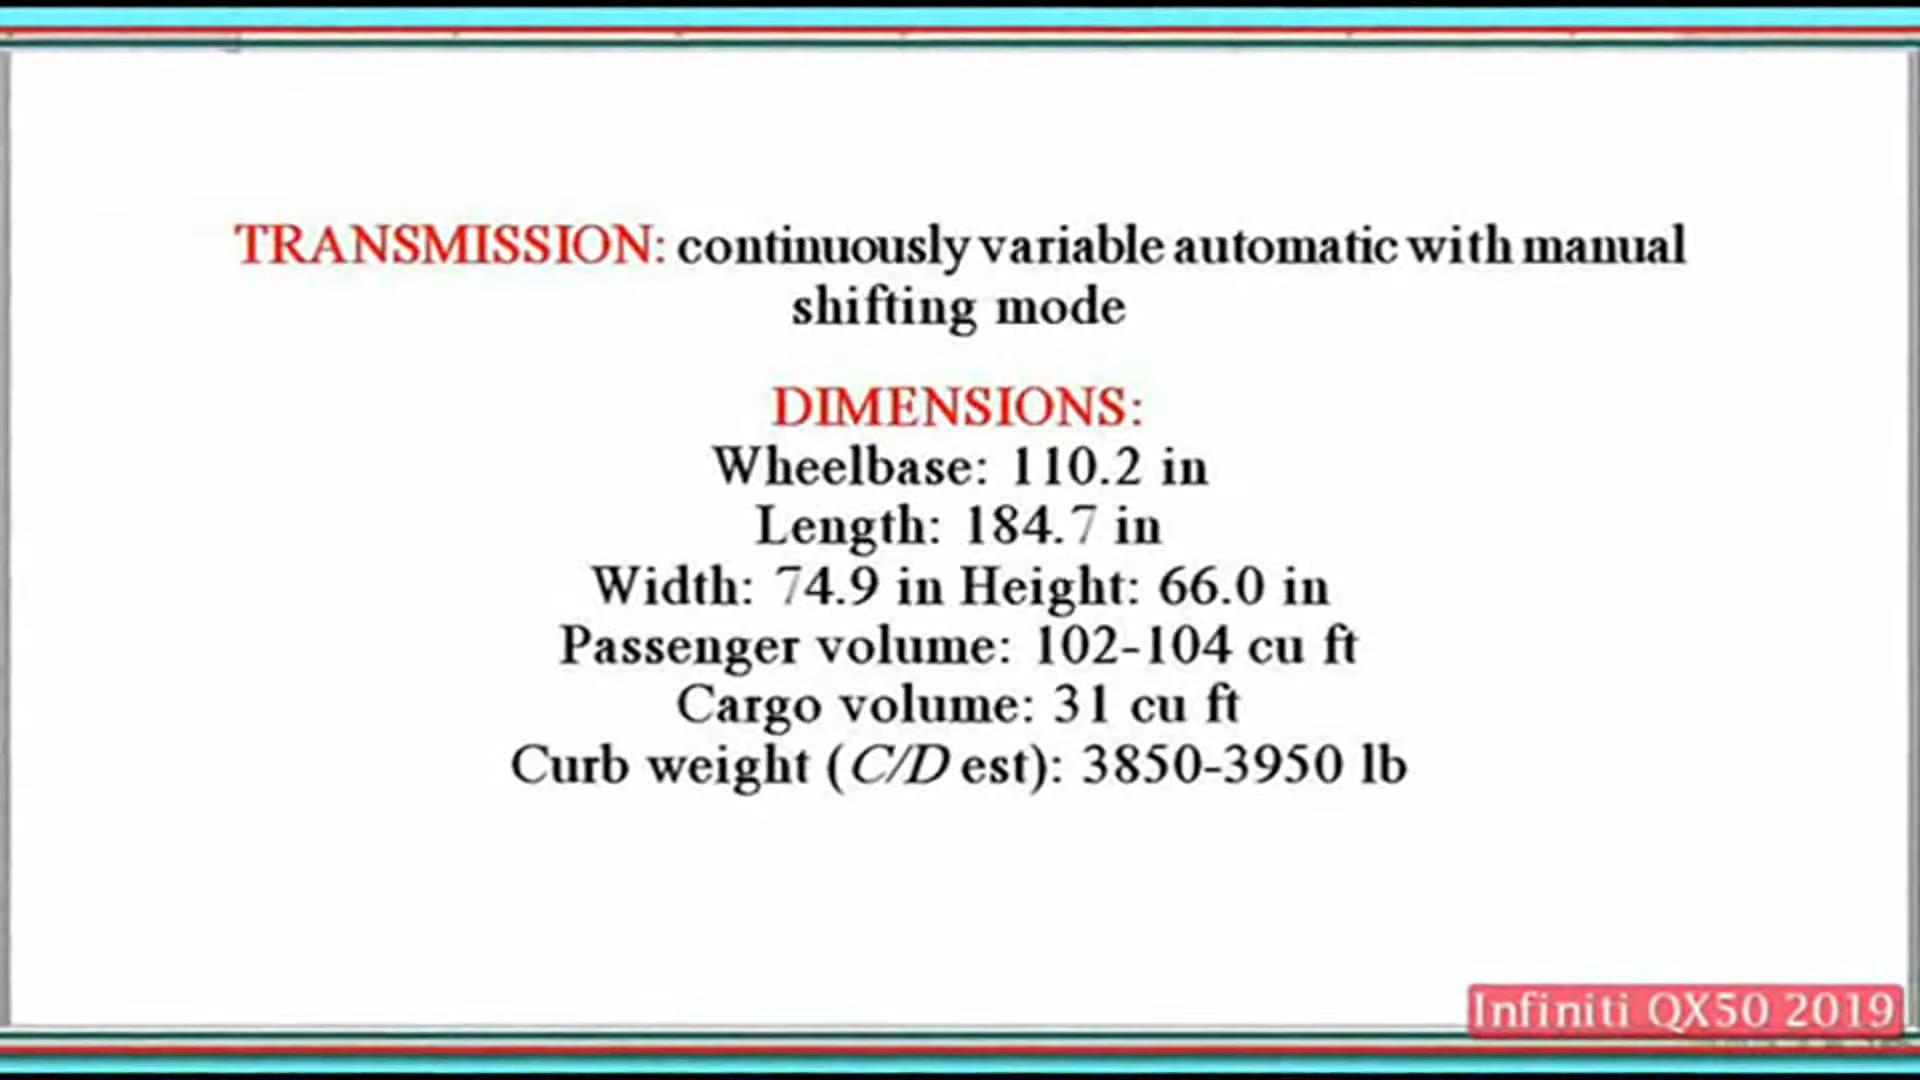 TRANSMISSION: continuously variable automatic with manual
shifting mode
DIMENSIONS:
Wheelbase: 110.2 in
Length: 184.7 in
Width: 74.9 in Height: 66.0 in
Passenger volume: 102-104 cu ft
Cargo volume: 31 cu ft
Curb weight (C/D est): 3850-3950 lb
Infiniti QX50 2019